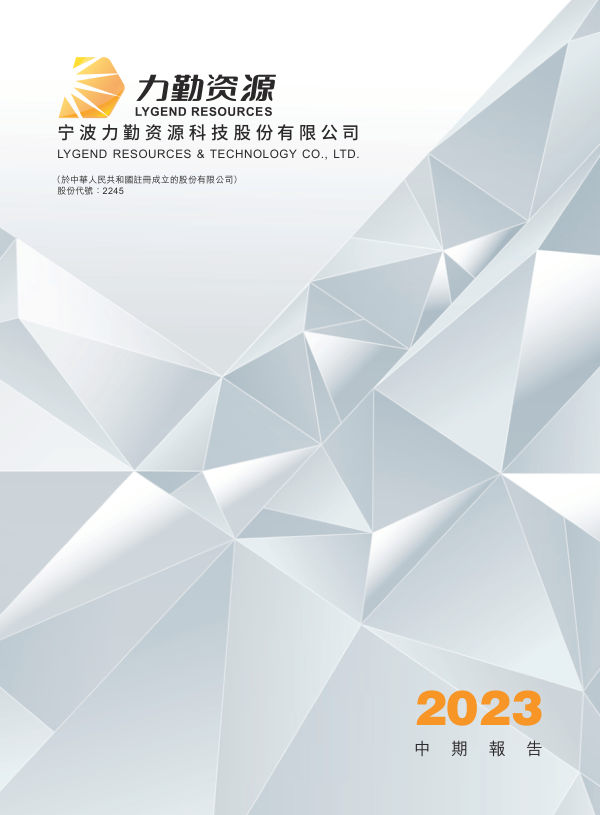 力勤资源
LYGEND RESOURCES
宁波力勤资源科技股份有限公司
LYGEND RESOURCES & TECHNOLOGY CO., LTD.
(於中華人民共和國註冊成立的股份有限公司)
股份代號：2245
2023
中期報告